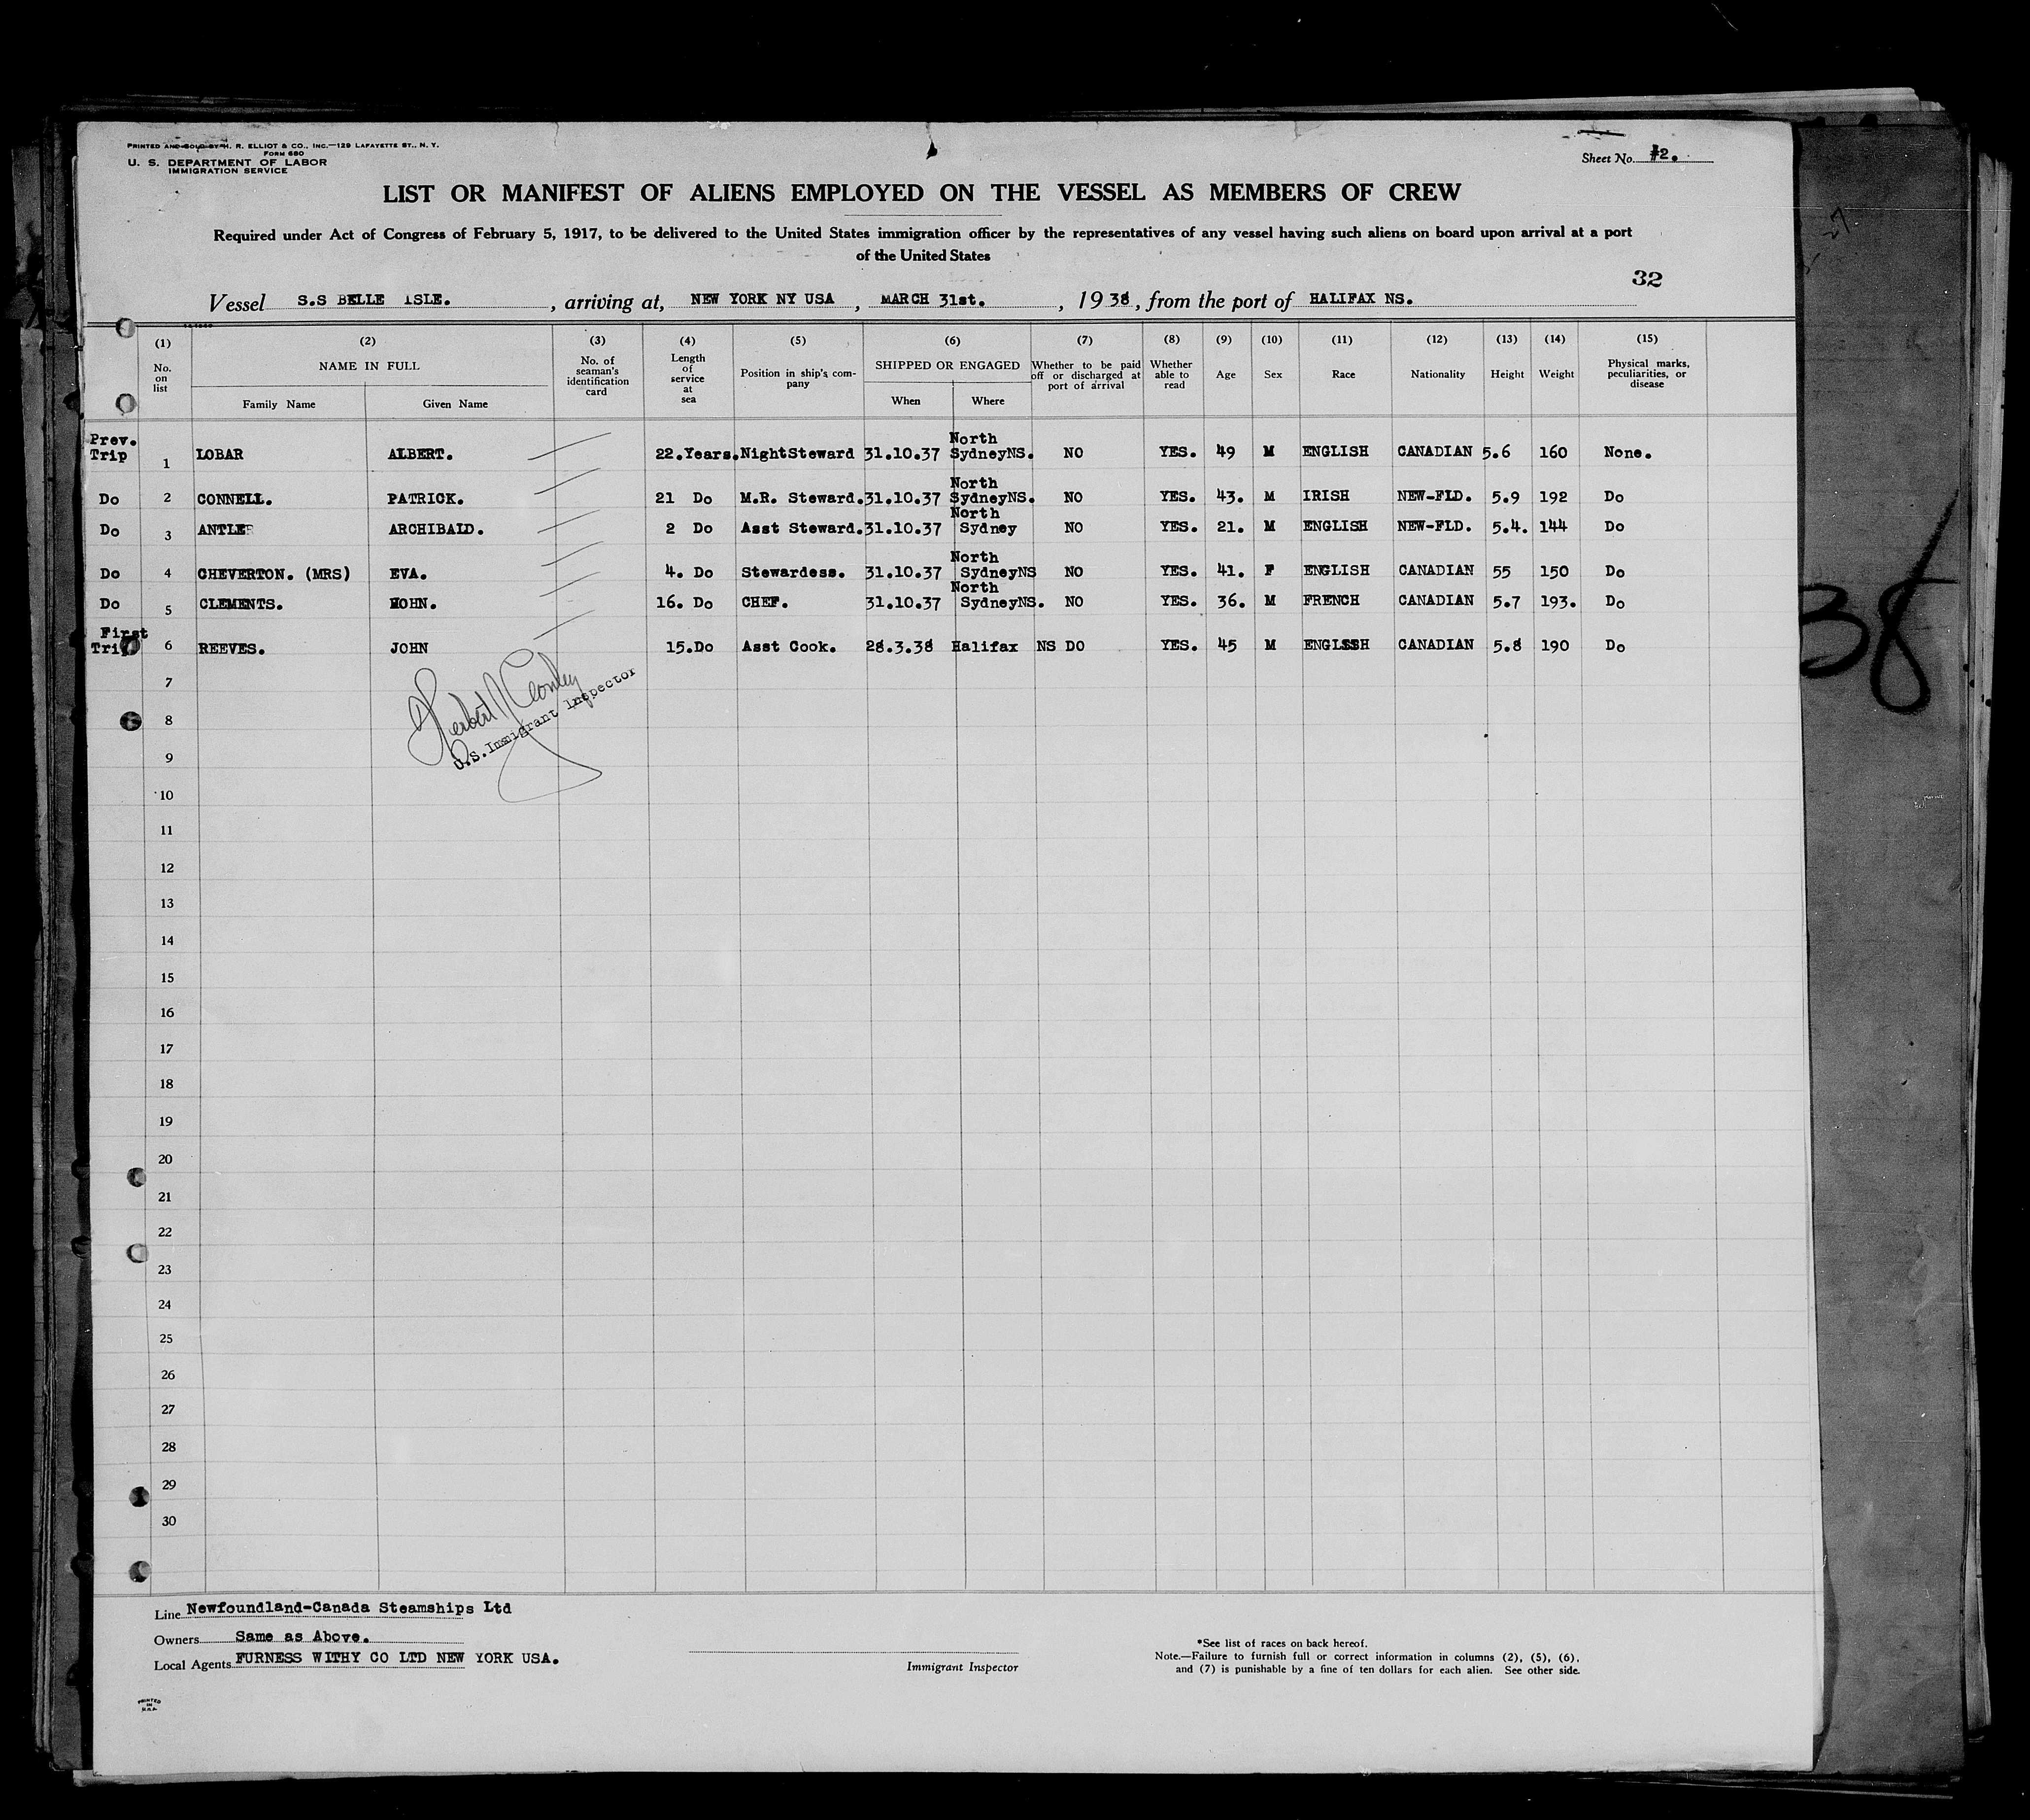 PRINTED AND SOLD BY H. R. ELLIOT & CO., INC.—129 LAFAYETTE ST., N. Y.
FORM 680
U. S. DEPARTMENT OF LABOR
IMMIGRATION SERVICE
Sheet No. 2.
LIST OR MANIFEST OF ALIENS EMPLOYED ON THE VESSEL AS MEMBERS OF CREW
Required under Act of Congress of February 5, 1917, to be delivered to the United States immigration officer by the representatives of any vessel having such aliens on board upon arrival at a port
of the United States
32
Vessel S.S BELLE ISLE. , arriving at, NEW YORK NY USA , MARCH 31st. , 1938, from the port of HALIFAX NS.
(1) No. on list (2) NAME IN FULL Family Name Given Name (3) No. of seaman's identification card (4) Length of service at sea (5) Position in ship's company (6) SHIPPED OR ENGAGED When Where (7) Whether to be paid off or discharged at port of arrival (8) Whether able to read (9) Age (10) Sex (11) Race (12) Nationality (13) Height (14) Weight (15) Physical marks, peculiarities, or disease
Prev. Trip 1 LOBAR ALBERT. 22.Years. NightSteward 31.10.37 North SydneyNS. NO YES. 49 M ENGLISH CANADIAN 5.6 160 None.
Do 2 CONNELL. PATRICK. 21 Do M.R. Steward. 31.10.37 North SydneyNS. NO YES. 43. M IRISH NEW-FLD. 5.9 192 Do
Do 3 ANTLER ARCHIBALD. 2 Do Asst Steward. 31.10.37 North Sydney NO YES. 21. M ENGLISH NEW-FLD. 5.4. 144 Do
Do 4 CHEVERTON. (MRS) EVA. 4. Do Stewardess. 31.10.37 North SydneyNS NO YES. 41. F ENGLISH CANADIAN 55 150 Do
Do 5 CLEMENTS. HOHN. 16. Do CHEF. 31.10.37 North SydneyNS. NO YES. 36. M FRENCH CANADIAN 5.7 193. Do
First Trip 6 REEVES. JOHN 15.Do Asst Cook. 28.3.38 Halifax NS DO YES. 45 M ENGLSSH CANADIAN 5.8 190 Do
7
8
9
10
11
12
13
14
15
16
17
18
19
20
21
22
23
24
25
26
27
28
29
30
U.S. Immigrant Inspector
38
Line Newfoundland-Canada Steamships Ltd
Owners Same as Above.
Local Agents FURNESS WITHY CO LTD NEW YORK USA.
Immigrant Inspector
*See list of races on back hereof.
Note.—Failure to furnish full or correct information in columns (2), (5), (6),
and (7) is punishable by a fine of ten dollars for each alien. See other side.
PRINTED
IN
U.S.A.